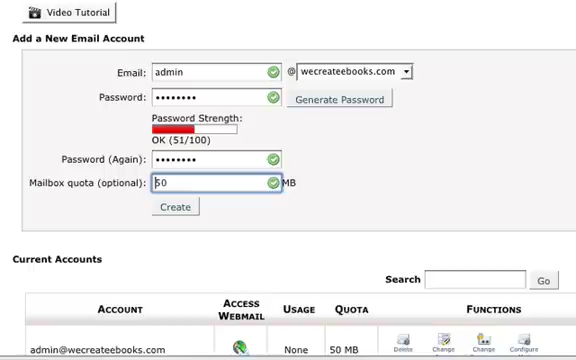 Video Tutorial
Add a New Email Account
Email: admin @ wecreateebooks.com
Password: •••••••• Generate Password
Password Strength:
OK (51/100)
Password (Again): ••••••••
Mailbox quota (optional): 50 MB
Create
Current Accounts
Search Go
ACCOUNT ACCESS WEBMAIL USAGE QUOTA FUNCTIONS
admin@wecreateebooks.com None 50 MB Delete Change Change Configure